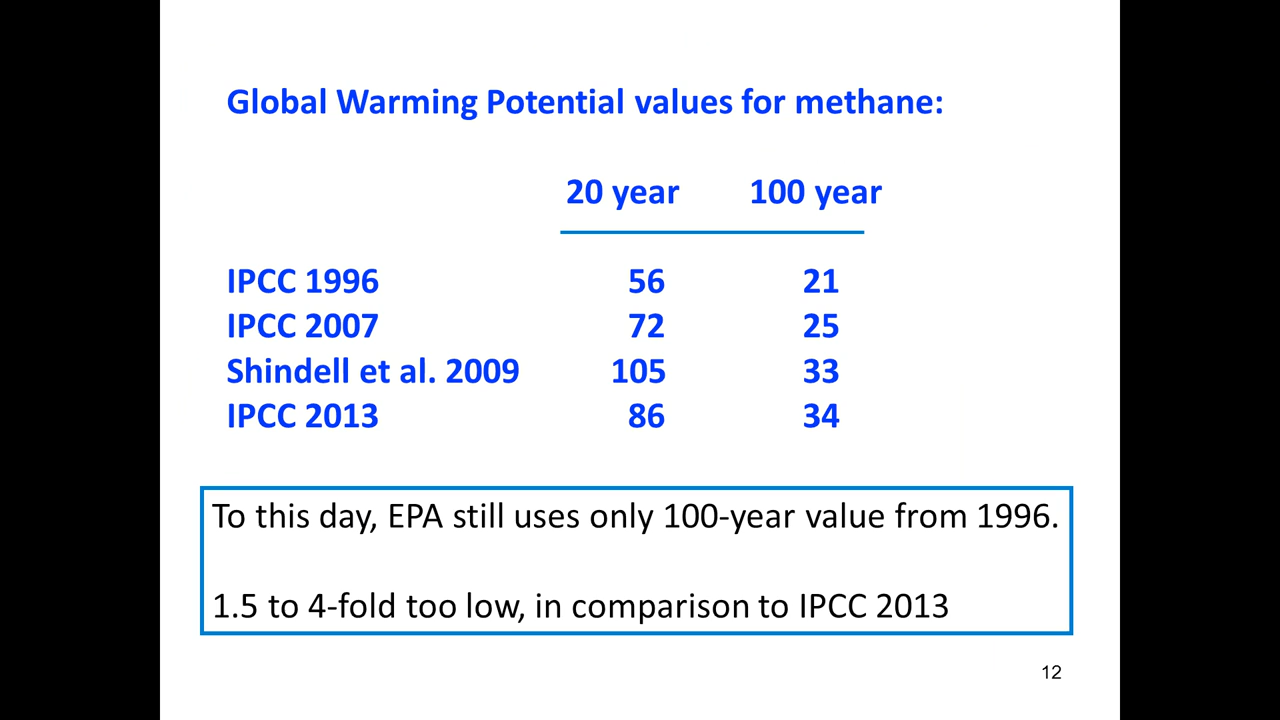 Global Warming Potential values for methane:
20 year 100 year
IPCC 1996 56 21
IPCC 2007 72 25
Shindell et al. 2009 105 33
IPCC 2013 86 34
To this day, EPA still uses only 100-year value from 1996.
1.5 to 4-fold too low, in comparison to IPCC 2013
12